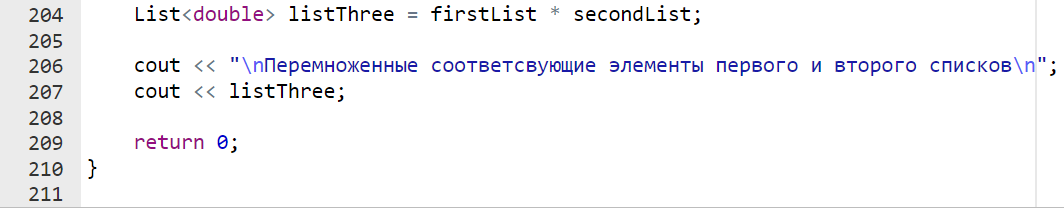 204 List<double> listThree = firstList * secondList;
205
206 cout << "\nПеремноженные соответсвующие элементы первого и второго списков\n";
207 cout << listThree;
208
209 return 0;
210 }
211